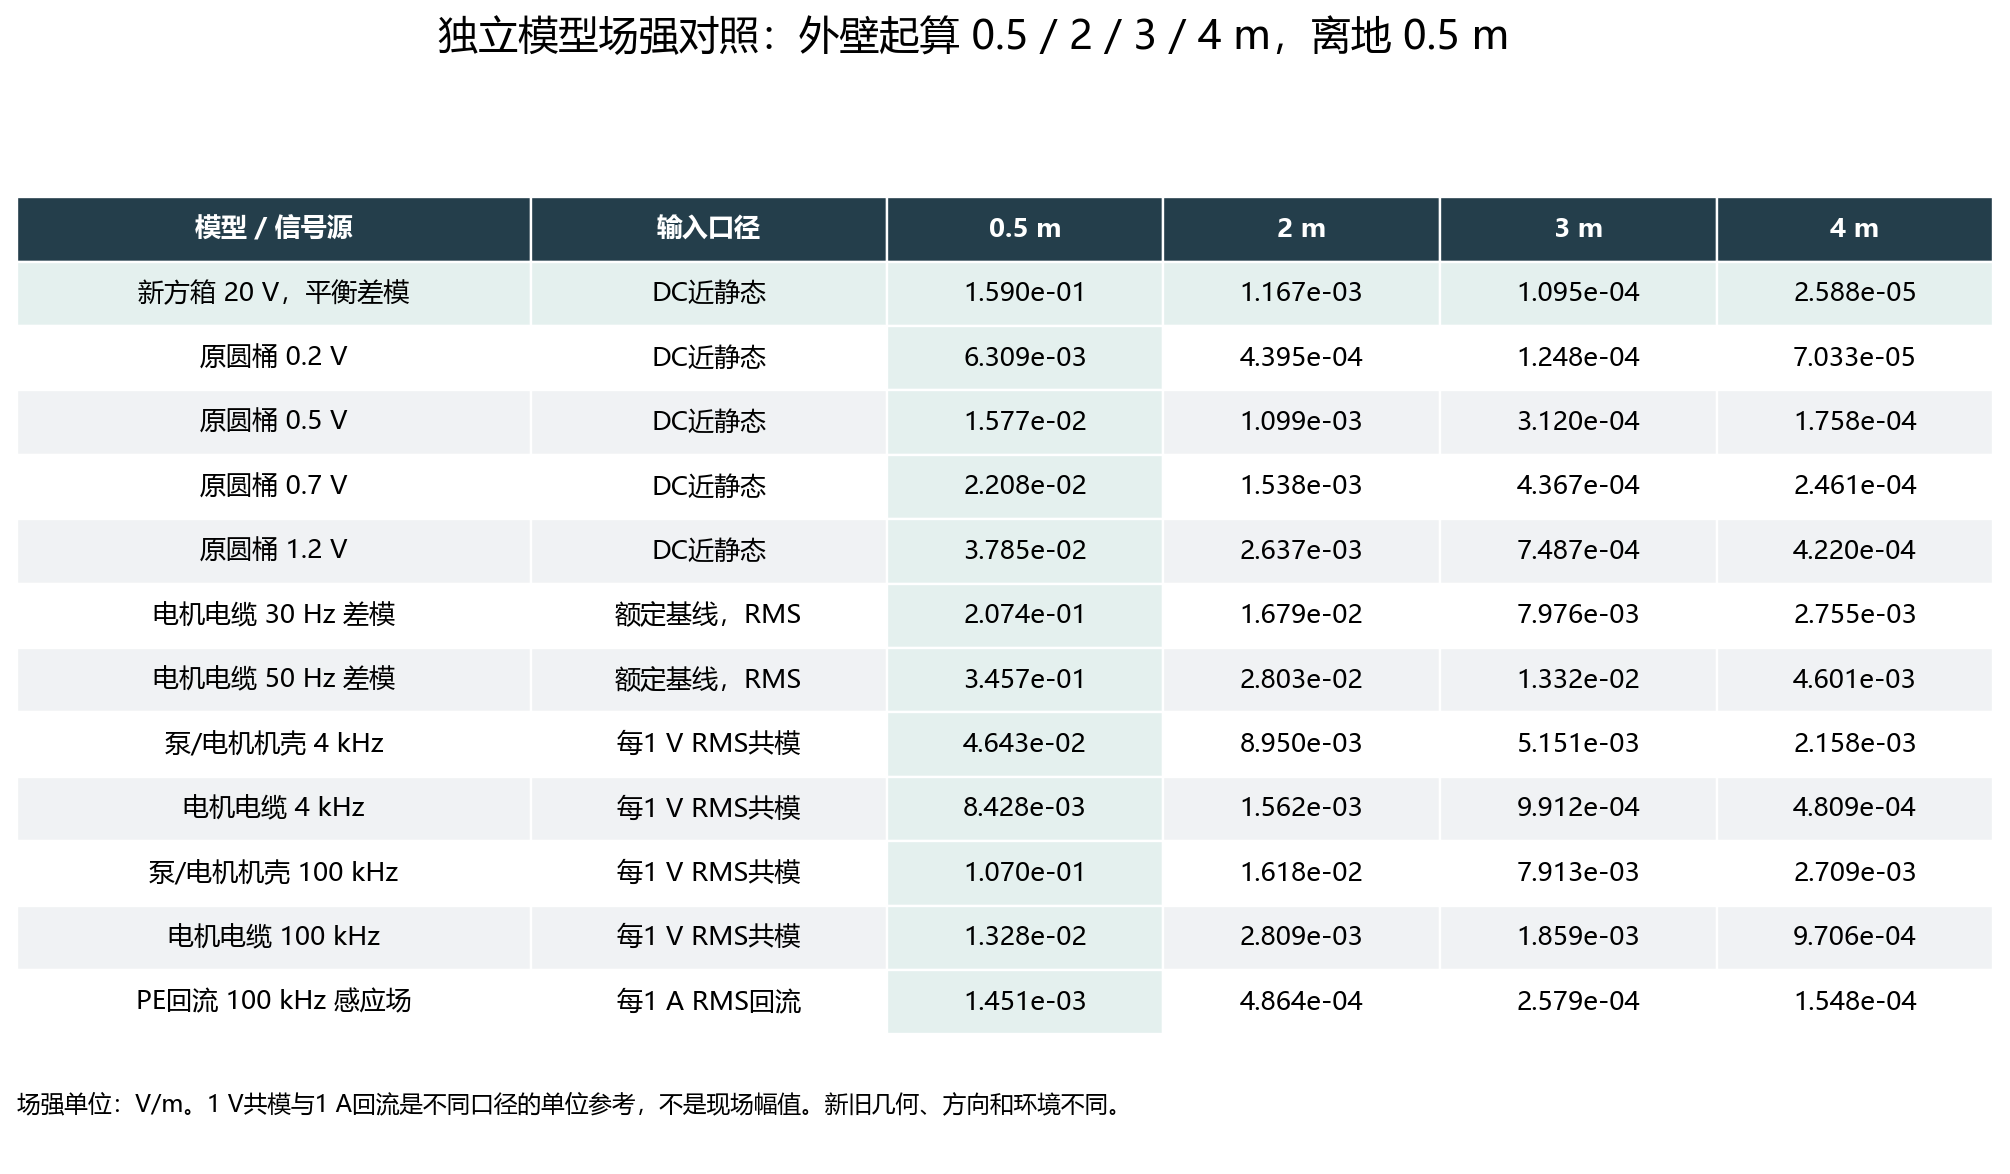 独立模型场强对照：外壁起算 0.5 / 2 / 3 / 4 m，离地 0.5 m
模型 / 信号源 输入口径 0.5 m 2 m 3 m 4 m
新方箱 20 V，平衡差模 DC近静态 1.590e-01 1.167e-03 1.095e-04 2.588e-05
原圆桶 0.2 V DC近静态 6.309e-03 4.395e-04 1.248e-04 7.033e-05
原圆桶 0.5 V DC近静态 1.577e-02 1.099e-03 3.120e-04 1.758e-04
原圆桶 0.7 V DC近静态 2.208e-02 1.538e-03 4.367e-04 2.461e-04
原圆桶 1.2 V DC近静态 3.785e-02 2.637e-03 7.487e-04 4.220e-04
电机电缆 30 Hz 差模 额定基线，RMS 2.074e-01 1.679e-02 7.976e-03 2.755e-03
电机电缆 50 Hz 差模 额定基线，RMS 3.457e-01 2.803e-02 1.332e-02 4.601e-03
泵/电机机壳 4 kHz 每1 V RMS共模 4.643e-02 8.950e-03 5.151e-03 2.158e-03
电机电缆 4 kHz 每1 V RMS共模 8.428e-03 1.562e-03 9.912e-04 4.809e-04
泵/电机机壳 100 kHz 每1 V RMS共模 1.070e-01 1.618e-02 7.913e-03 2.709e-03
电机电缆 100 kHz 每1 V RMS共模 1.328e-02 2.809e-03 1.859e-03 9.706e-04
PE回流 100 kHz 感应场 每1 A RMS回流 1.451e-03 4.864e-04 2.579e-04 1.548e-04
场强单位：V/m。1 V共模与1 A回流是不同口径的单位参考，不是现场幅值。新旧几何、方向和环境不同。